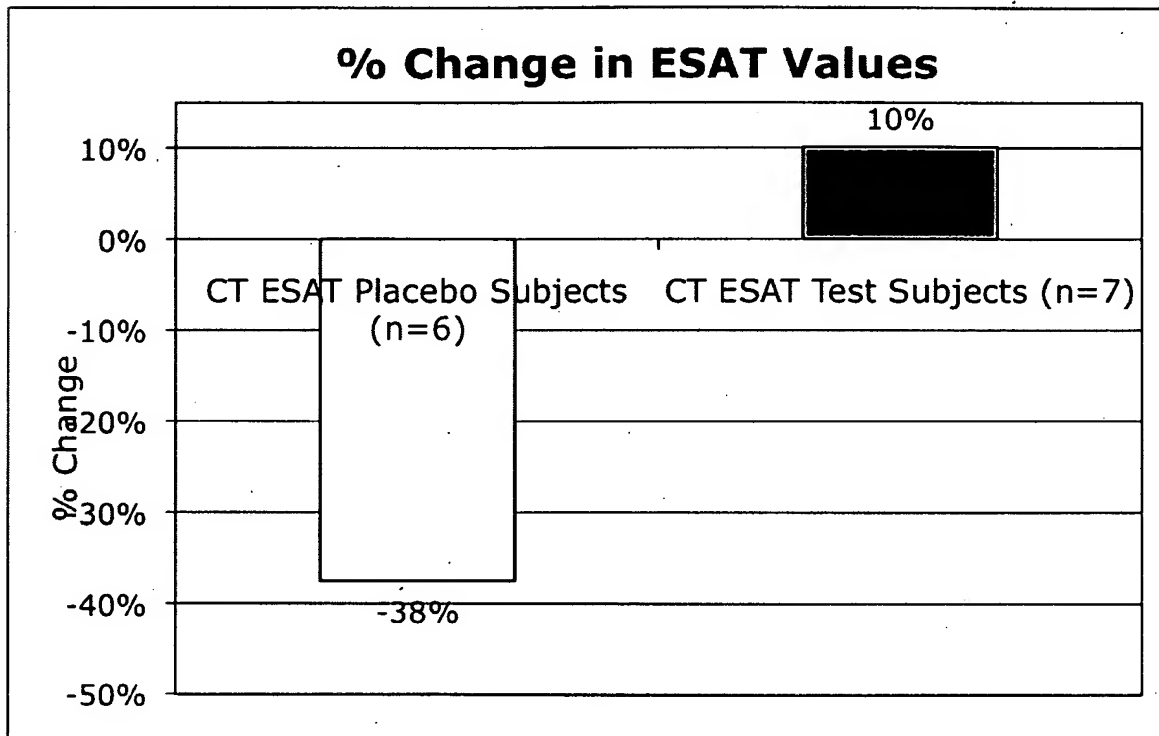 % Change in ESAT Values
10%
10%
0%
CT ESAT Placebo Subjects
(n=6)
CT ESAT Test Subjects (n=7)
-10%
% Change
-20%
-30%
-38%
-40%
-50%